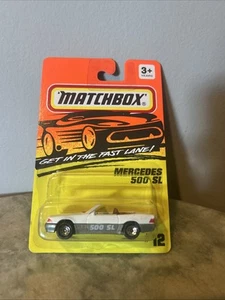 3+
MATCHBOX®
GET IN THE FAST LANE!
MERCEDES
500 SL
500 SL
12